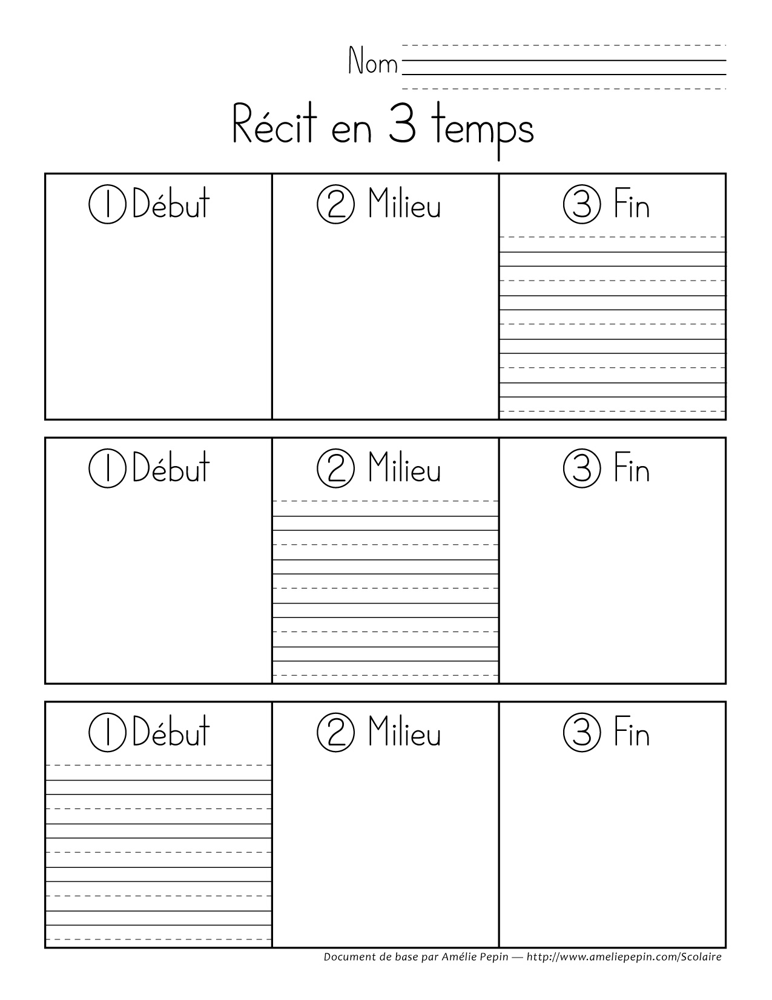 Nom
Récit en 3 temps
1 Début 2 Milieu 3 Fin
1 Début 2 Milieu 3 Fin
1 Début 2 Milieu 3 Fin
Document de base par Amélie Pepin — http://www.ameliepepin.com/Scolaire